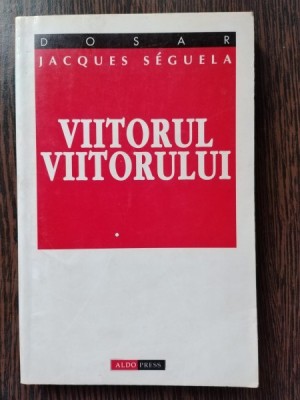 DOSAR
JACQUES SÉGUELA
VIITORUL
VIITORULUI
ALDO PRESS